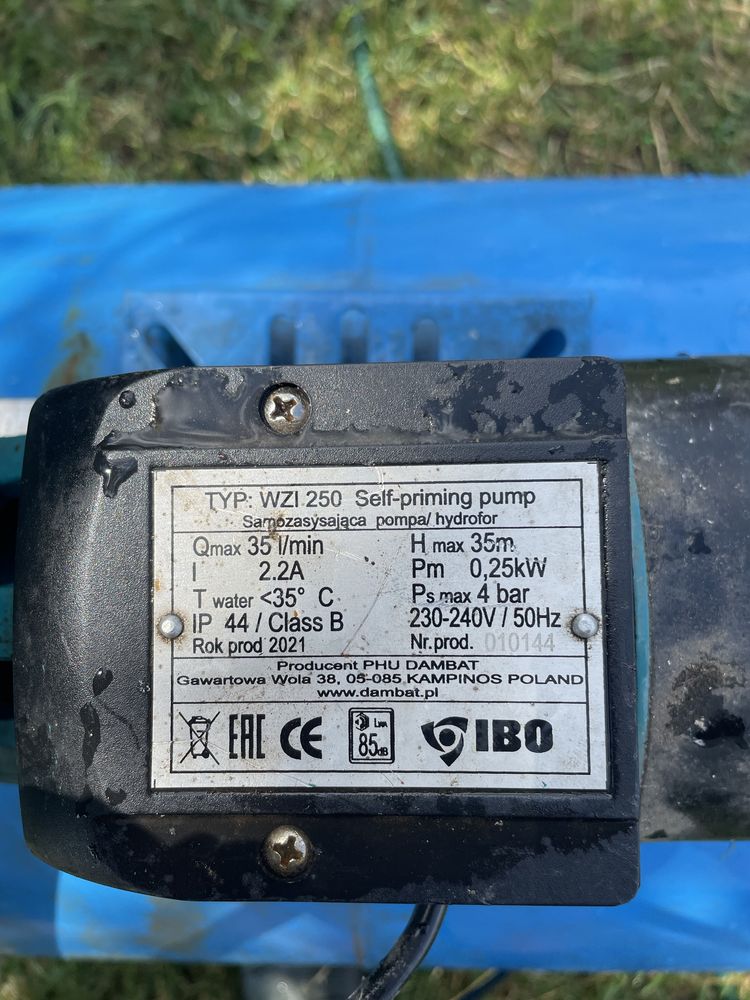 TYP: WZI 250 Self-priming pump
Samozasysająca pompa/ hydrofor
Qmax 35 l/min H max 35m
I 2.2A Pm 0,25kW
T water <35° C Ps max 4 bar
IP 44 / Class B 230-240V / 50Hz
Rok prod 2021 Nr.prod. 010144
Producent PHU DAMBAT
Gawartowa Wola 38, 05-085 KAMPINOS POLAND
www.dambat.pl
EAC CE LWA 85dB IBO